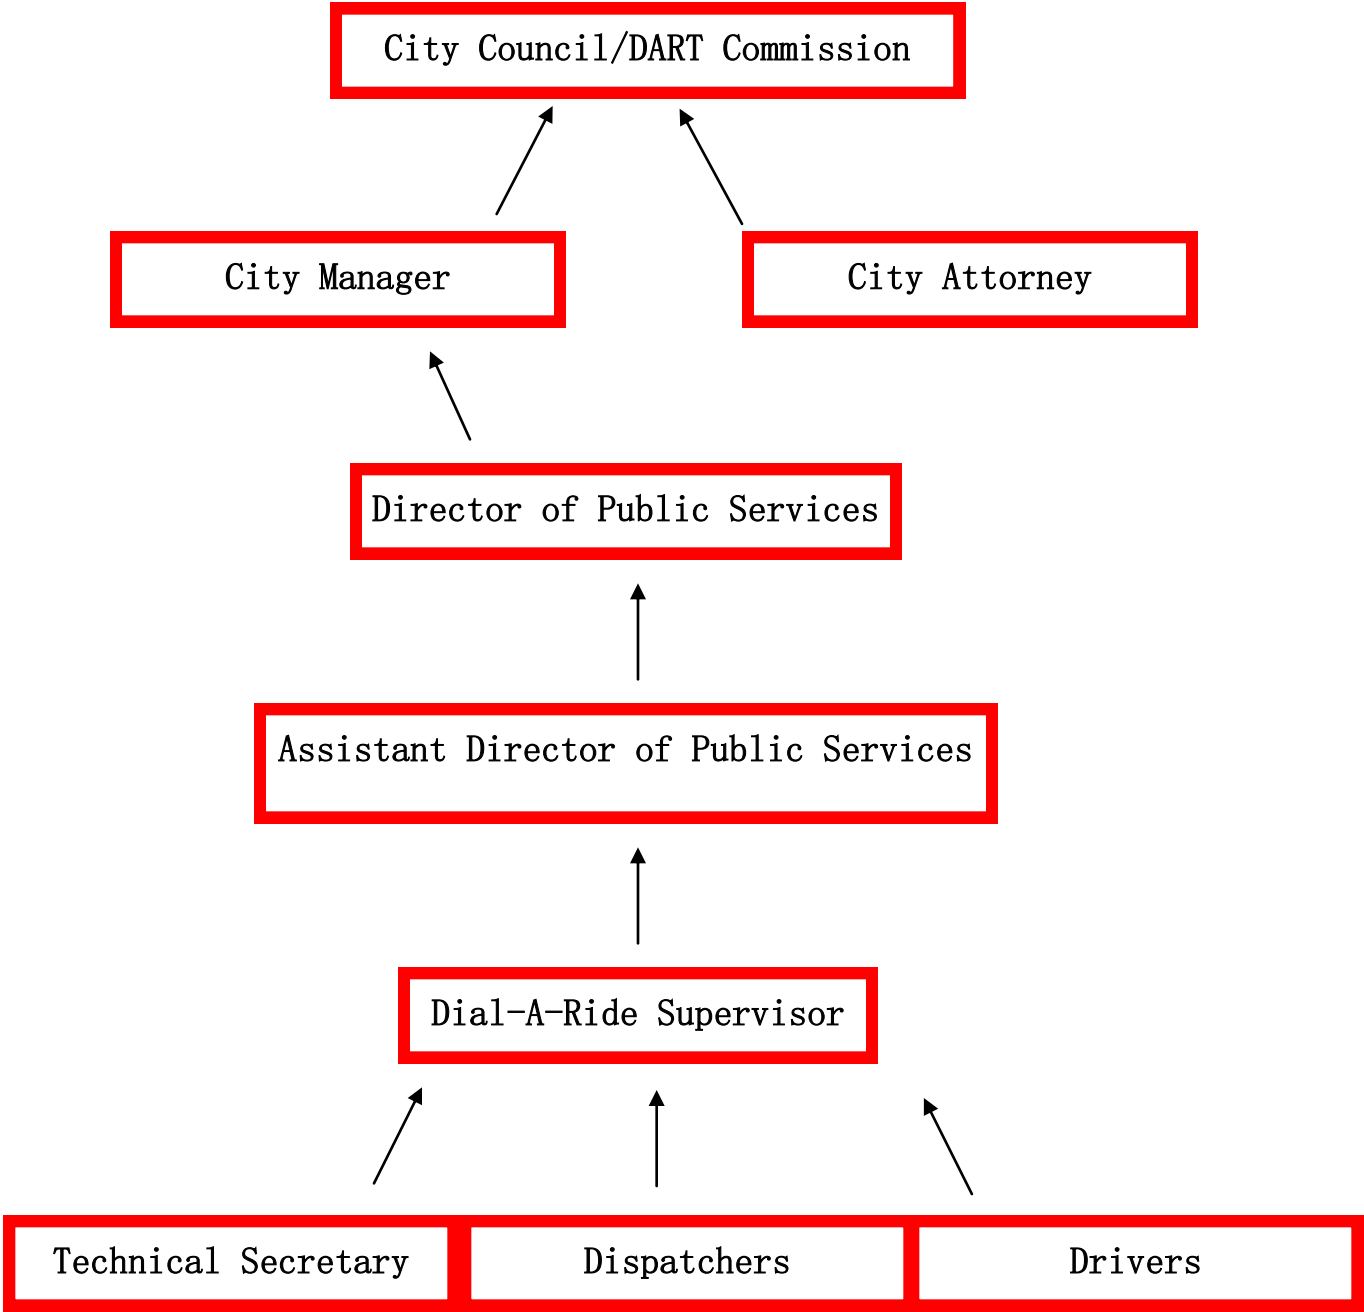 City Council/DART Commission
City Manager
City Attorney
Director of Public Services
Assistant Director of Public Services
Dial-A-Ride Supervisor
Technical Secretary
Dispatchers
Drivers